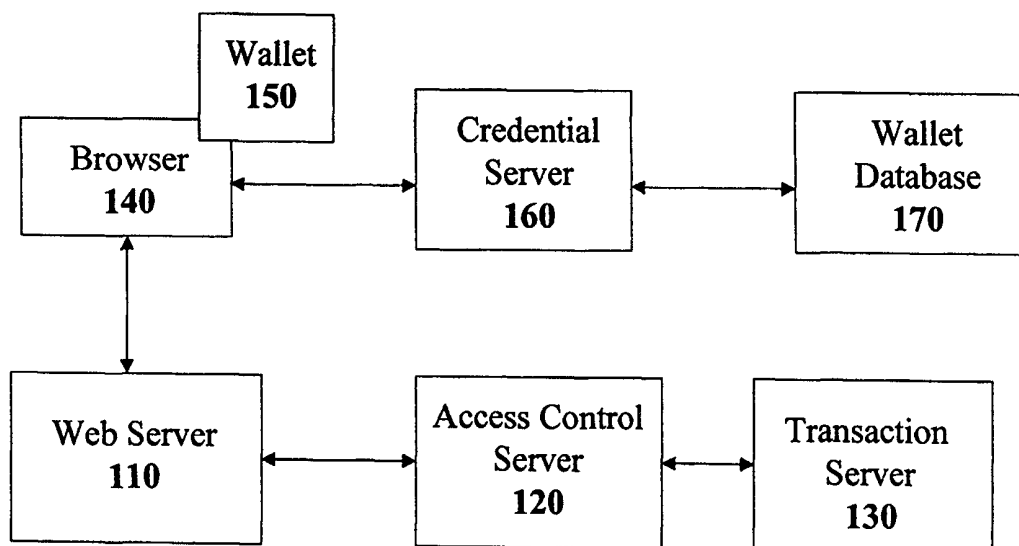 Wallet
150
Browser
140
Credential
Server
160
Wallet
Database
170
Web Server
110
Access Control
Server
120
Transaction
Server
130